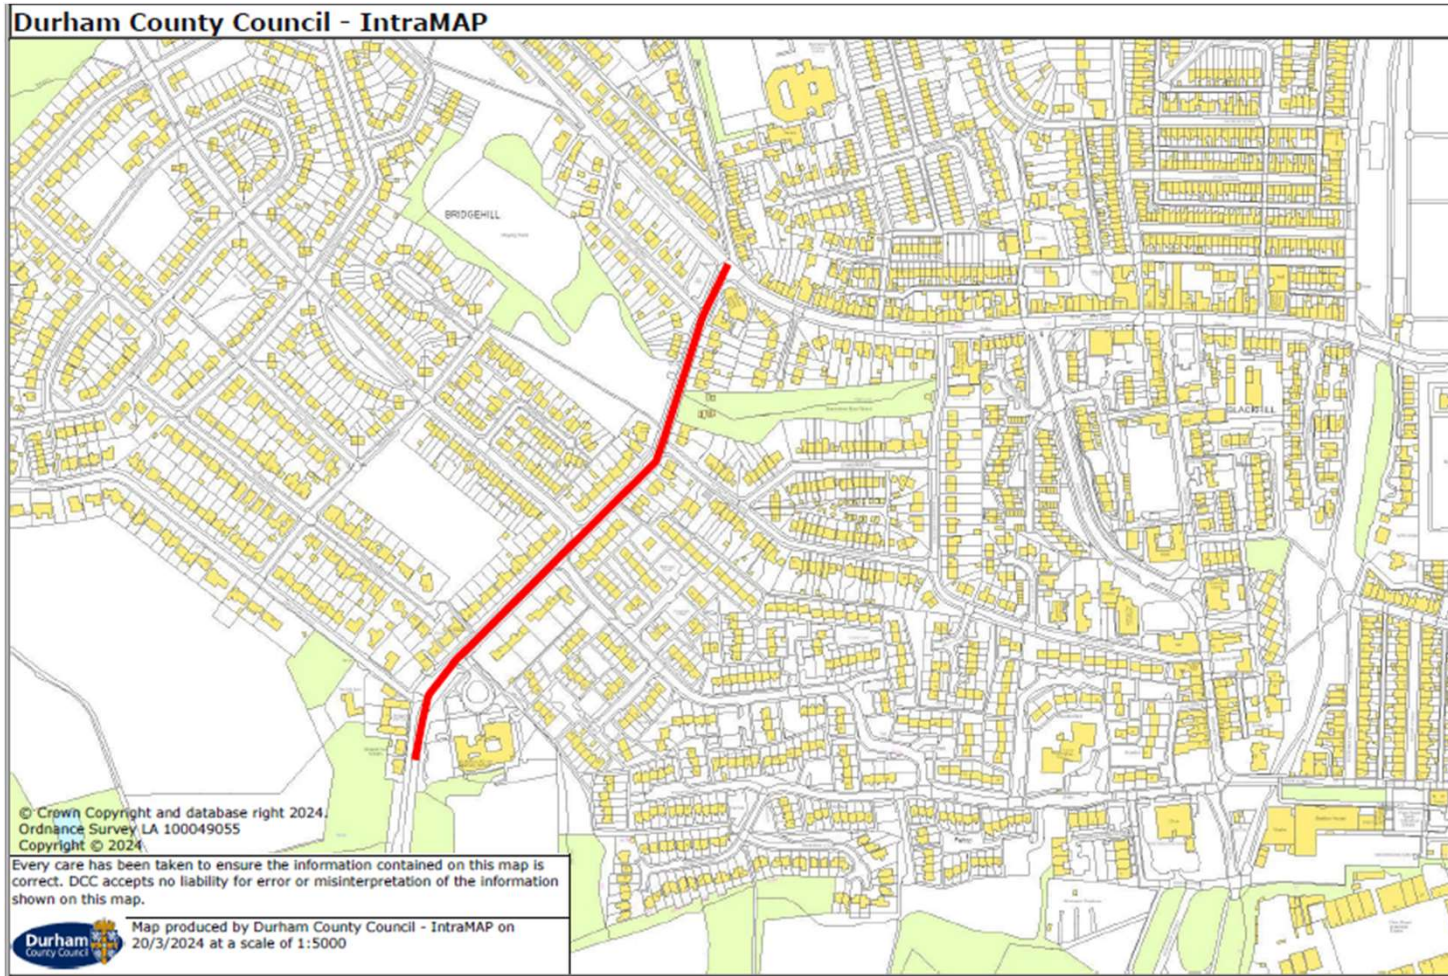 Durham County Council - IntraMAP
BRIDGEHILL
BLACKHILL
© Crown Copyright and database right 2024.
Ordnance Survey LA 100049055
Copyright © 2024
Every care has been taken to ensure the information contained on this map is
correct. DCC accepts no liability for error or misinterpretation of the information
shown on this map.
Durham
County Council
Map produced by Durham County Council - IntraMAP on
20/3/2024 at a scale of 1:5000